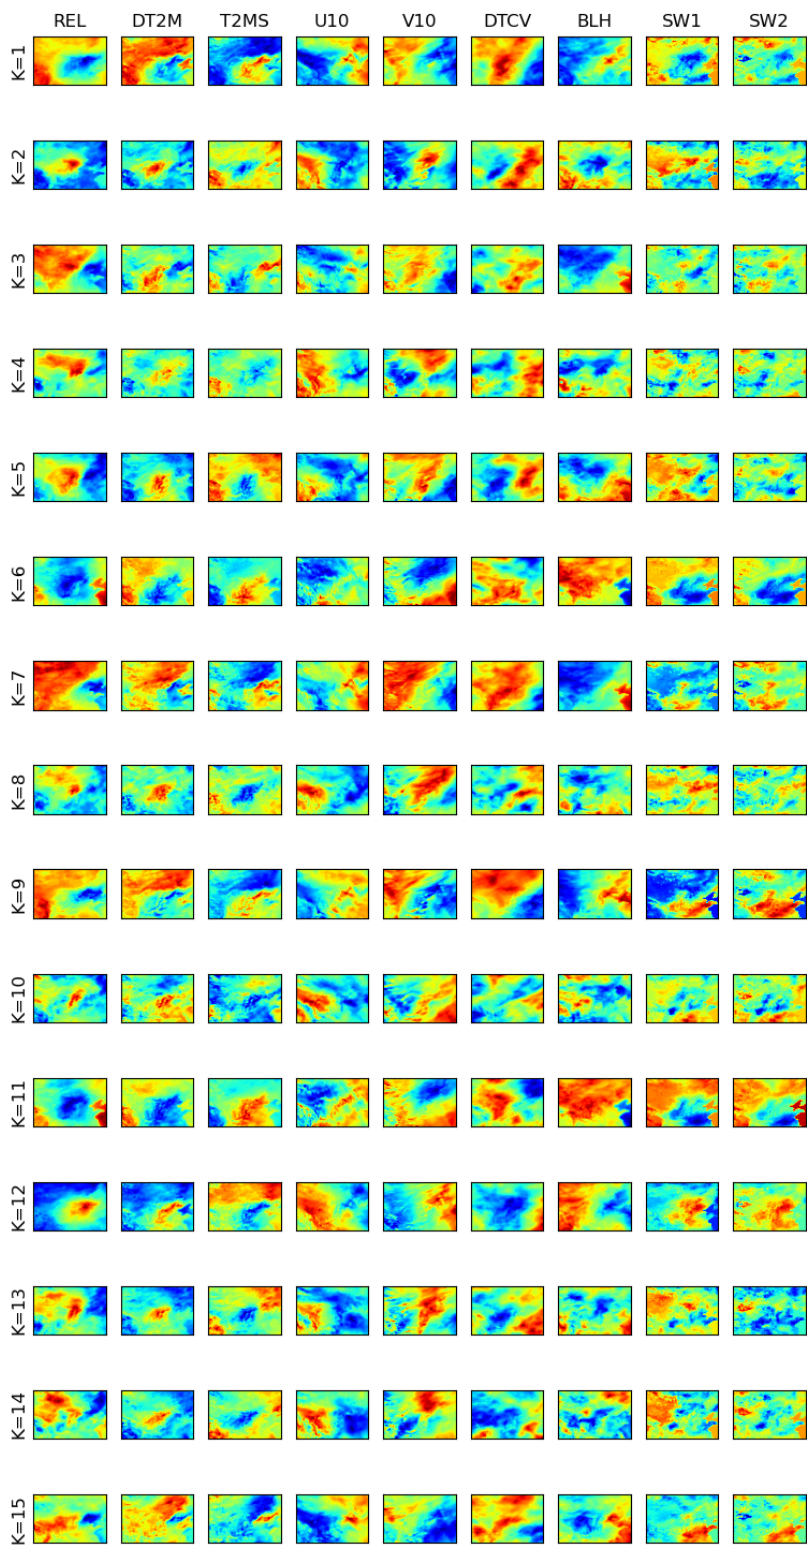 REL DT2M T2MS U10 V10 DTCV BLH SW1 SW2
K=1
K=2
K=3
K=4
K=5
K=6
K=7
K=8
K=9
K=10
K=11
K=12
K=13
K=14
K=15